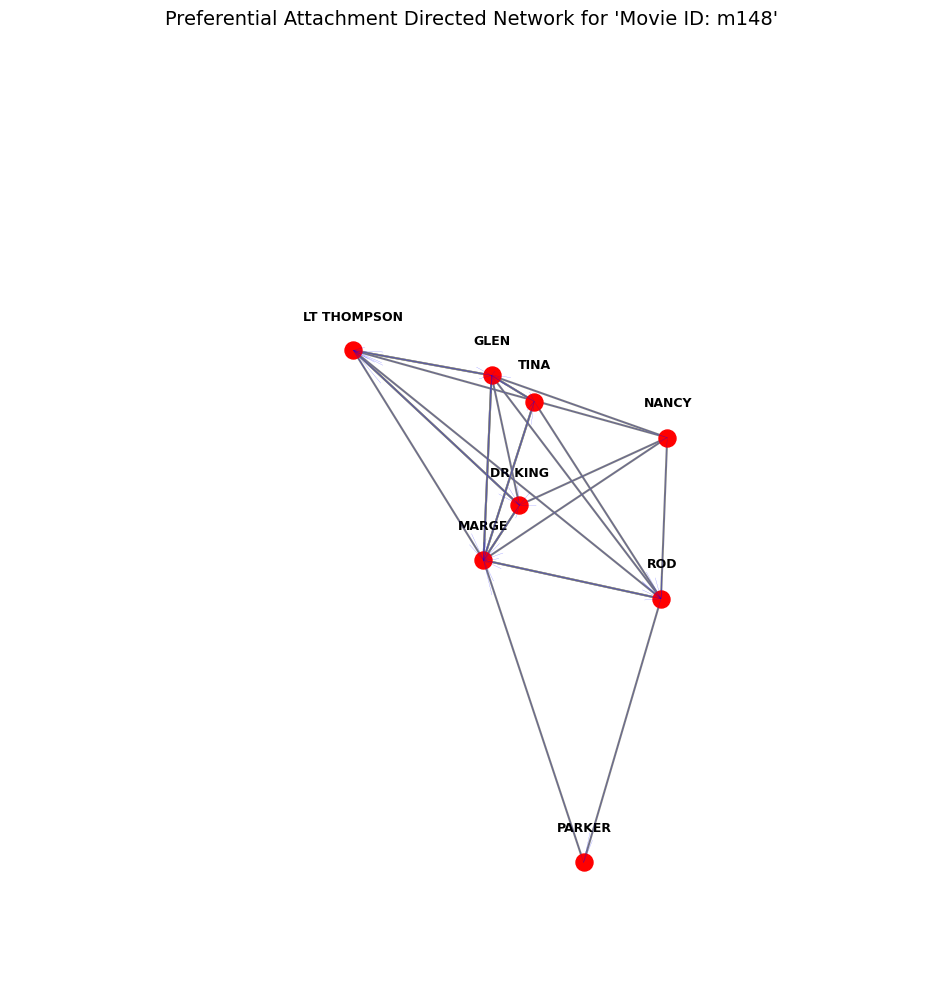 Preferential Attachment Directed Network for 'Movie ID: m148'
LT THOMPSON
GLEN
TINA
NANCY
DR KING
MARGE
ROD
PARKER